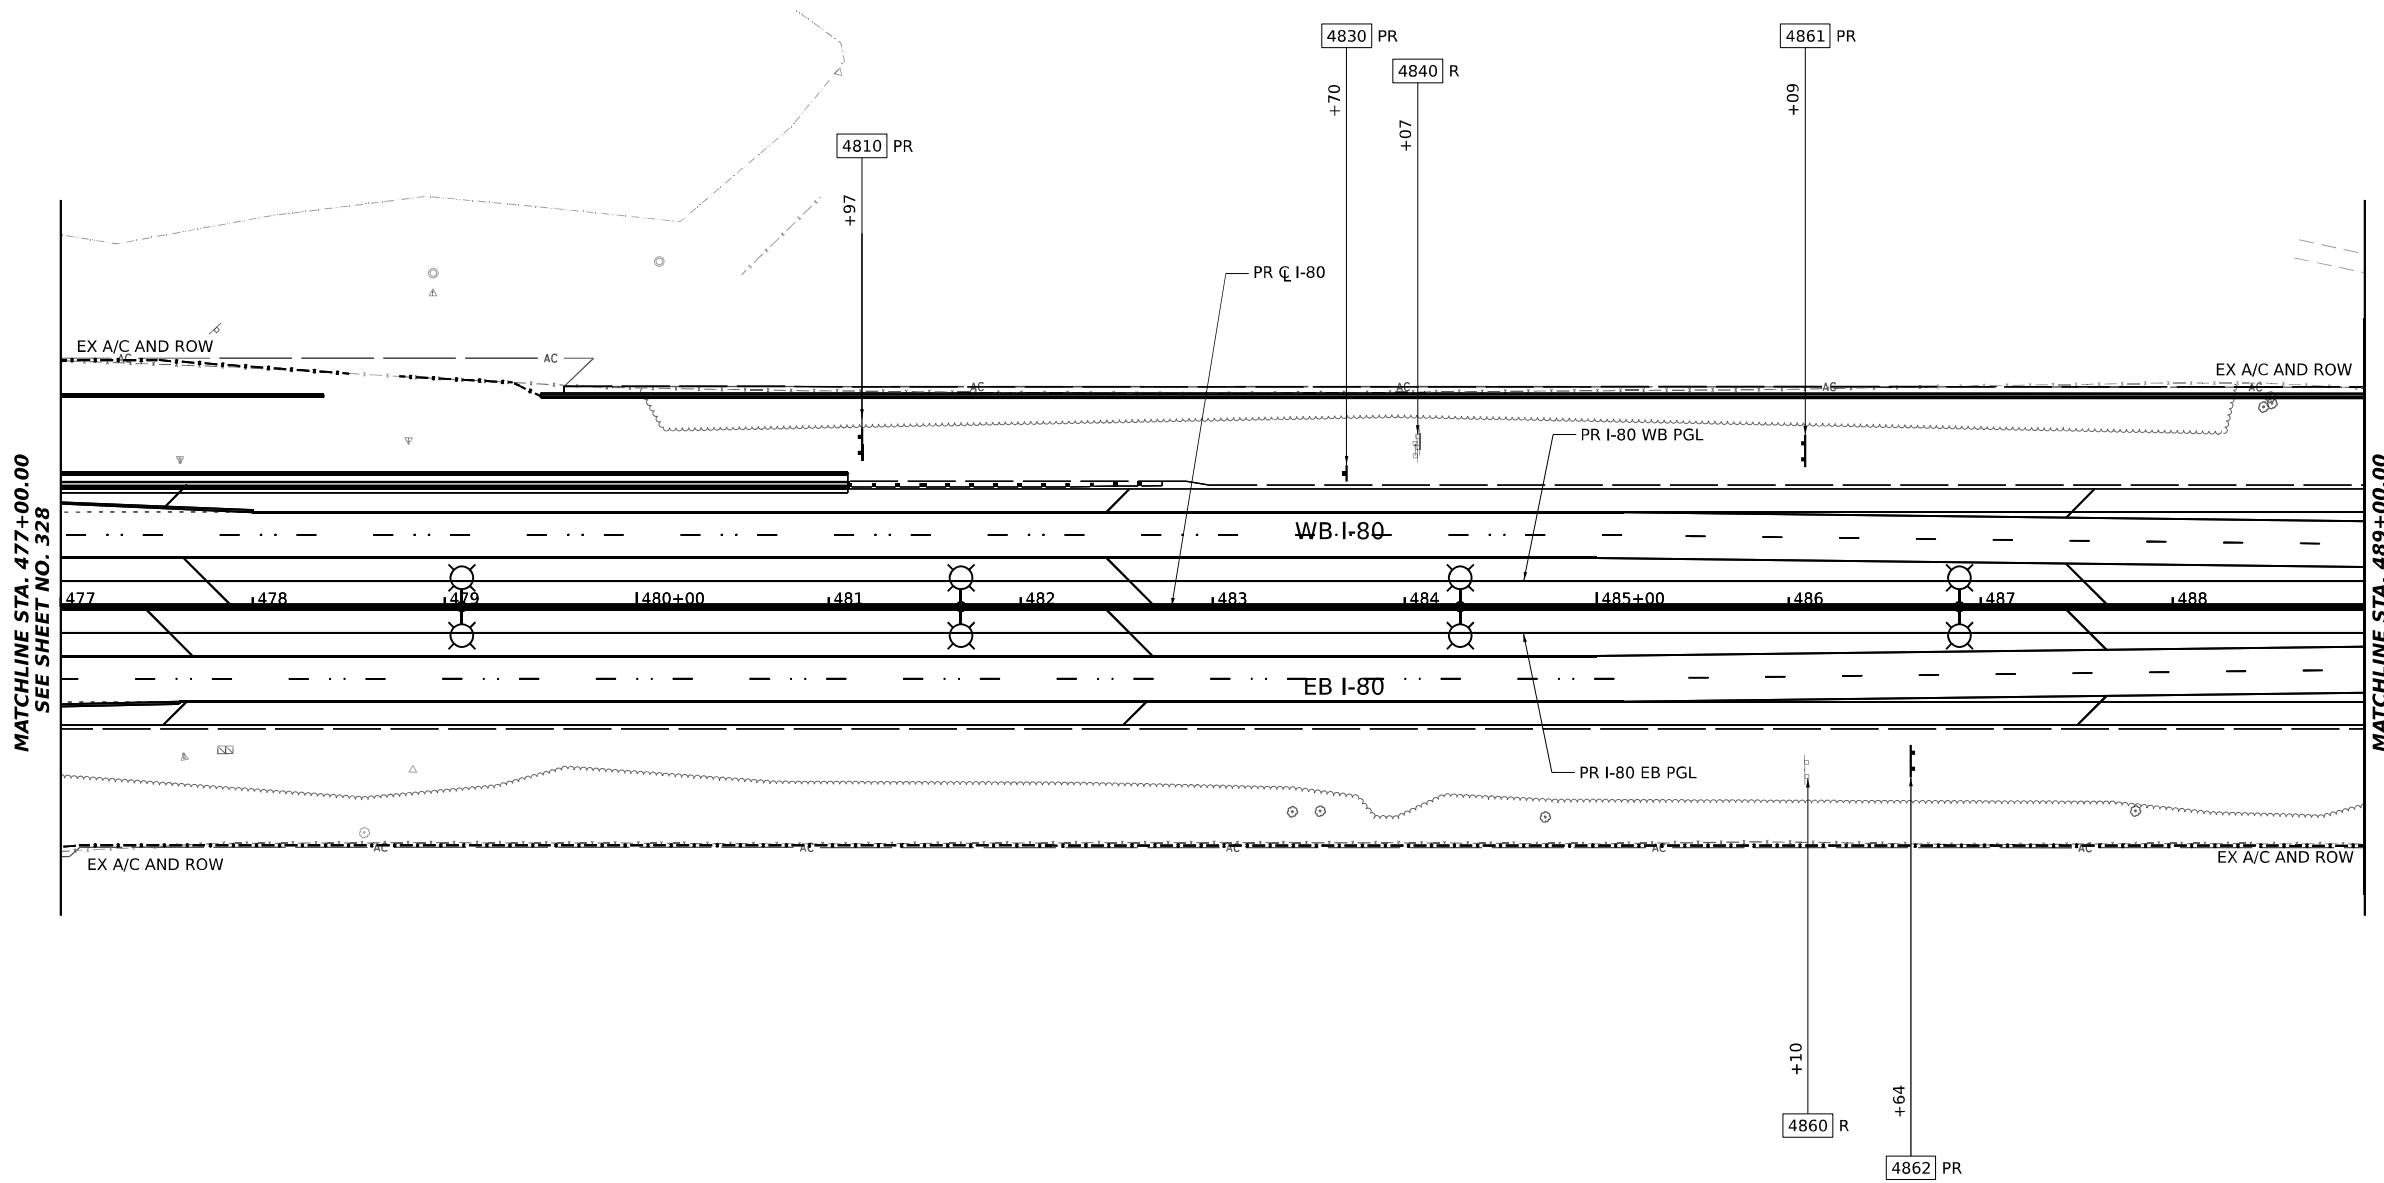 4830 PR
4861 PR
4840 R
+70
+09
+07
4810 PR
+97
PR ℄ I-80
EX A/C AND ROW
AC
AC
EX A/C AND ROW
AC
AC
AC
AC
PR I-80 WB PGL
MATCHLINE STA. 477+00.00
SEE SHEET NO. 328
MATCHLINE STA. 489+00.00
WB I-80
477
478
479
480+00
481
482
483
484
485+00
486
487
488
EB I-80
PR I-80 EB PGL
AC
AC
AC
AC
AC
EX A/C AND ROW
EX A/C AND ROW
+10
+64
4860 R
4862 PR